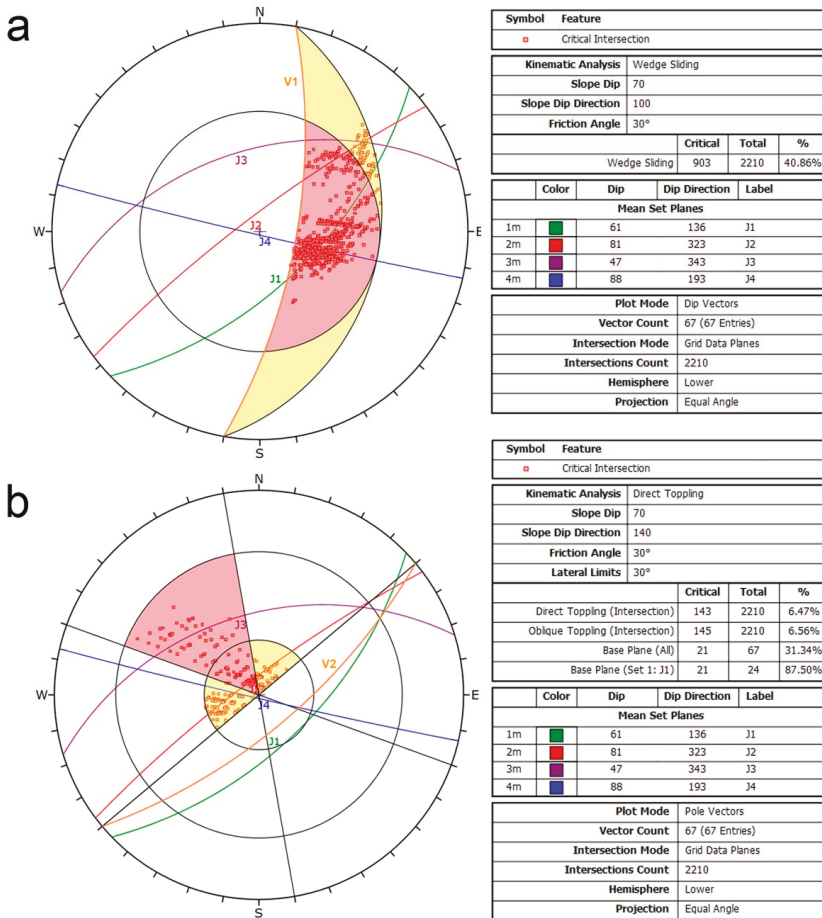 a
N
V1
J3
W
J2
J4
E
J1
S
Symbol Feature
Critical Intersection
Kinematic Analysis Wedge Sliding
Slope Dip 70
Slope Dip Direction 100
Friction Angle 30°
Critical Total %
Wedge Sliding 903 2210 40.86%
Color Dip Dip Direction Label
Mean Set Planes
1m 61 136 J1
2m 81 323 J2
3m 47 343 J3
4m 88 193 J4
Plot Mode Dip Vectors
Vector Count 67 (67 Entries)
Intersection Mode Grid Data Planes
Intersections Count 2210
Hemisphere Lower
Projection Equal Angle
b
N
J3
V2
W
E
J4
J1
S
Symbol Feature
Critical Intersection
Kinematic Analysis Direct Toppling
Slope Dip 70
Slope Dip Direction 140
Friction Angle 30°
Lateral Limits 30°
Critical Total %
Direct Toppling (Intersection) 143 2210 6.47%
Oblique Toppling (Intersection) 145 2210 6.56%
Base Plane (All) 21 67 31.34%
Base Plane (Set 1: J1) 21 24 87.50%
Color Dip Dip Direction Label
Mean Set Planes
1m 61 136 J1
2m 81 323 J2
3m 47 343 J3
4m 88 193 J4
Plot Mode Pole Vectors
Vector Count 67 (67 Entries)
Intersection Mode Grid Data Planes
Intersections Count 2210
Hemisphere Lower
Projection Equal Angle